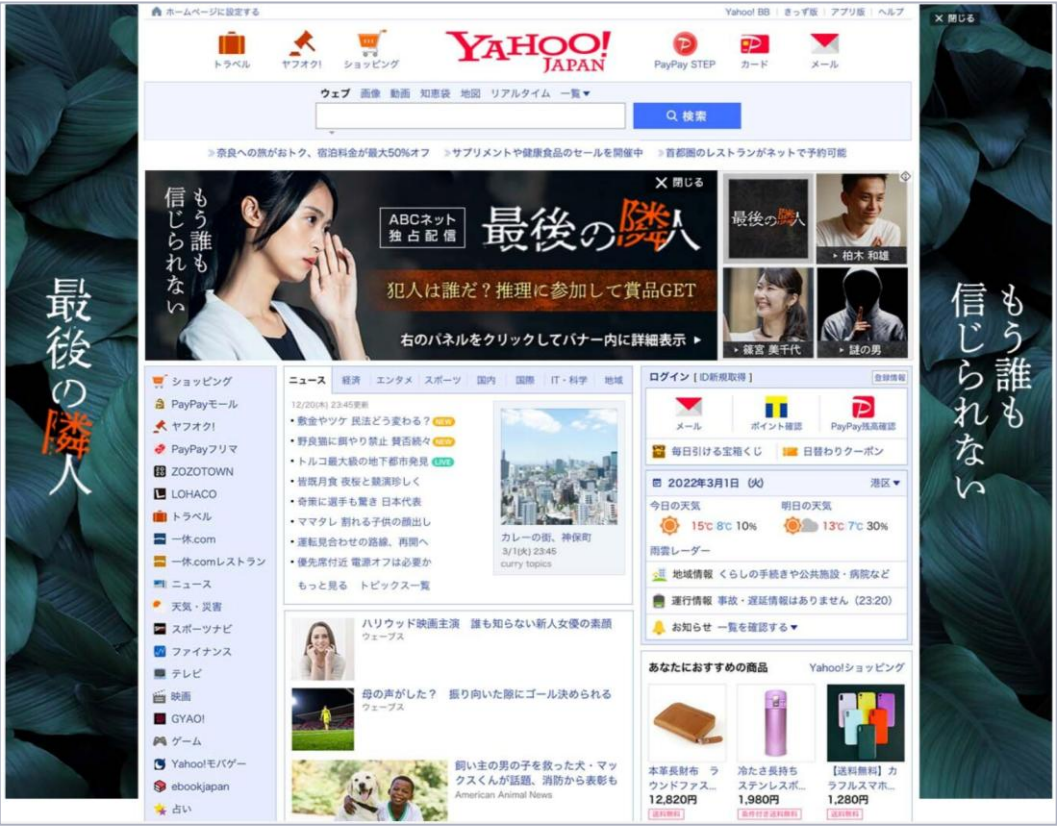 ホームページに設定する
Yahoo! BB きっず版 アプリ版 ヘルプ
× 閉じる
トラベル
ヤフオク!
ショッピング
YAHOO!
JAPAN
PayPay STEP
カード
メール
ウェブ 画像 動画 知恵袋 地図 リアルタイム 一覧▼
検索
≫奈良への旅がおトク、宿泊料金が最大50%オフ ≫サプリメントや健康食品のセールを開催中 ≫首都圏のレストランがネットで予約可能
もう誰も
信じられない
ABCネット
独占配信
最後の隣人
× 閉じる
犯人は誰だ?推理に参加して賞品GET
右のパネルをクリックしてバナー内に詳細表示 ▶
最後の隣人
▸ 柏木 和雄
▸ 篠宮 美千代
▸ 謎の男
最後の隣人
もう誰も
信じられない
ショッピング
PayPayモール
ヤフオク!
PayPayフリマ
ZOZOTOWN
LOHACO
トラベル
一休.com
一休.comレストラン
ニュース
天気・災害
スポーツナビ
ファイナンス
テレビ
映画
GYAO!
ゲーム
Yahoo!モバゲー
ebookjapan
占い
ニュース 経済 エンタメ スポーツ 国内 国際 IT・科学 地域
12/20(木) 23:45更新
・敷金やツケ 民法どう変わる? NEW
・野良猫に餌やり禁止 賛否続々 NEW
・トルコ最大級の地下都市発見 LIVE
・皆既月食 夜桜と競演珍しく
・奇策に選手も驚き 日本代表
・ママタレ 割れる子供の顔出し
・運転見合わせの路線、再開へ
・優先席付近 電源オフは必要か
もっと見る トピックス一覧
カレーの街、神保町
3/1(火) 23:45
curry topics
ハリウッド映画主演 誰も知らない新人女優の素顔
ウェーブス
母の声がした? 振り向いた隙にゴール決められる
ウェーブス
飼い主の男の子を救った犬・マッ
クスくんが話題、消防から表彰も
American Animal News
ログイン [ ID新規取得 ]
登録情報
メール
ポイント確認
PayPay残高確認
毎日引ける宝箱くじ
日替わりクーポン
2022年3月1日 (火)
港区▼
今日の天気
15℃ 8℃ 10%
明日の天気
13℃ 7℃ 30%
雨雲レーダー
地域情報 くらしの手続きや公共施設・病院など
運行情報 事故・遅延情報はありません (23:20)
お知らせ 一覧を確認する▼
あなたにおすすめの商品
Yahoo!ショッピング
本革長財布 ラ
ウンドファス...
12,820円
送料無料
冷たさ長持ち
ステンレスボ...
1,980円
条件付き送料無料
【送料無料】カ
ラフルスマホ...
1,280円
送料無料